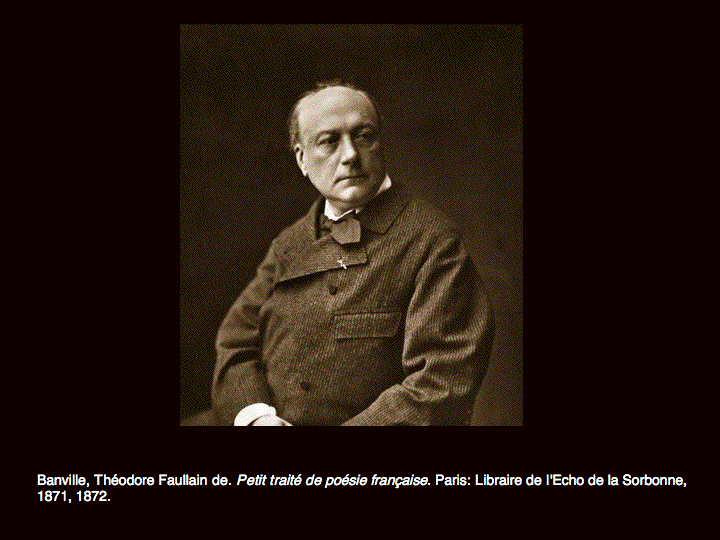 Banville, Théodore Faullain de. Petit traité de poésie française. Paris: Libraire de l'Echo de la Sorbonne,
1871, 1872.